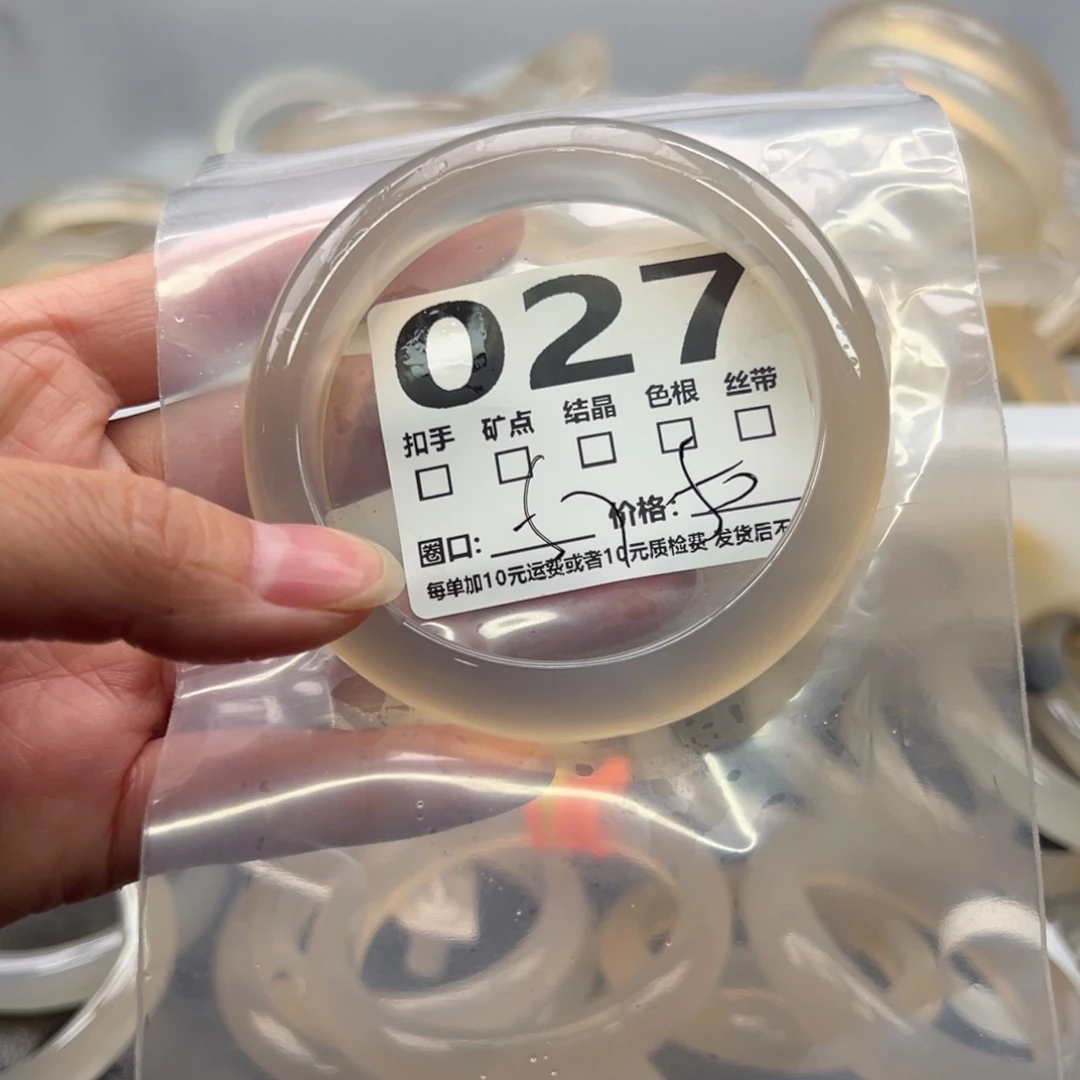 027
扣手 矿点 结晶 色根 丝带
圈口: 价格:
每单加10元运费或者10元质检费 发货后不